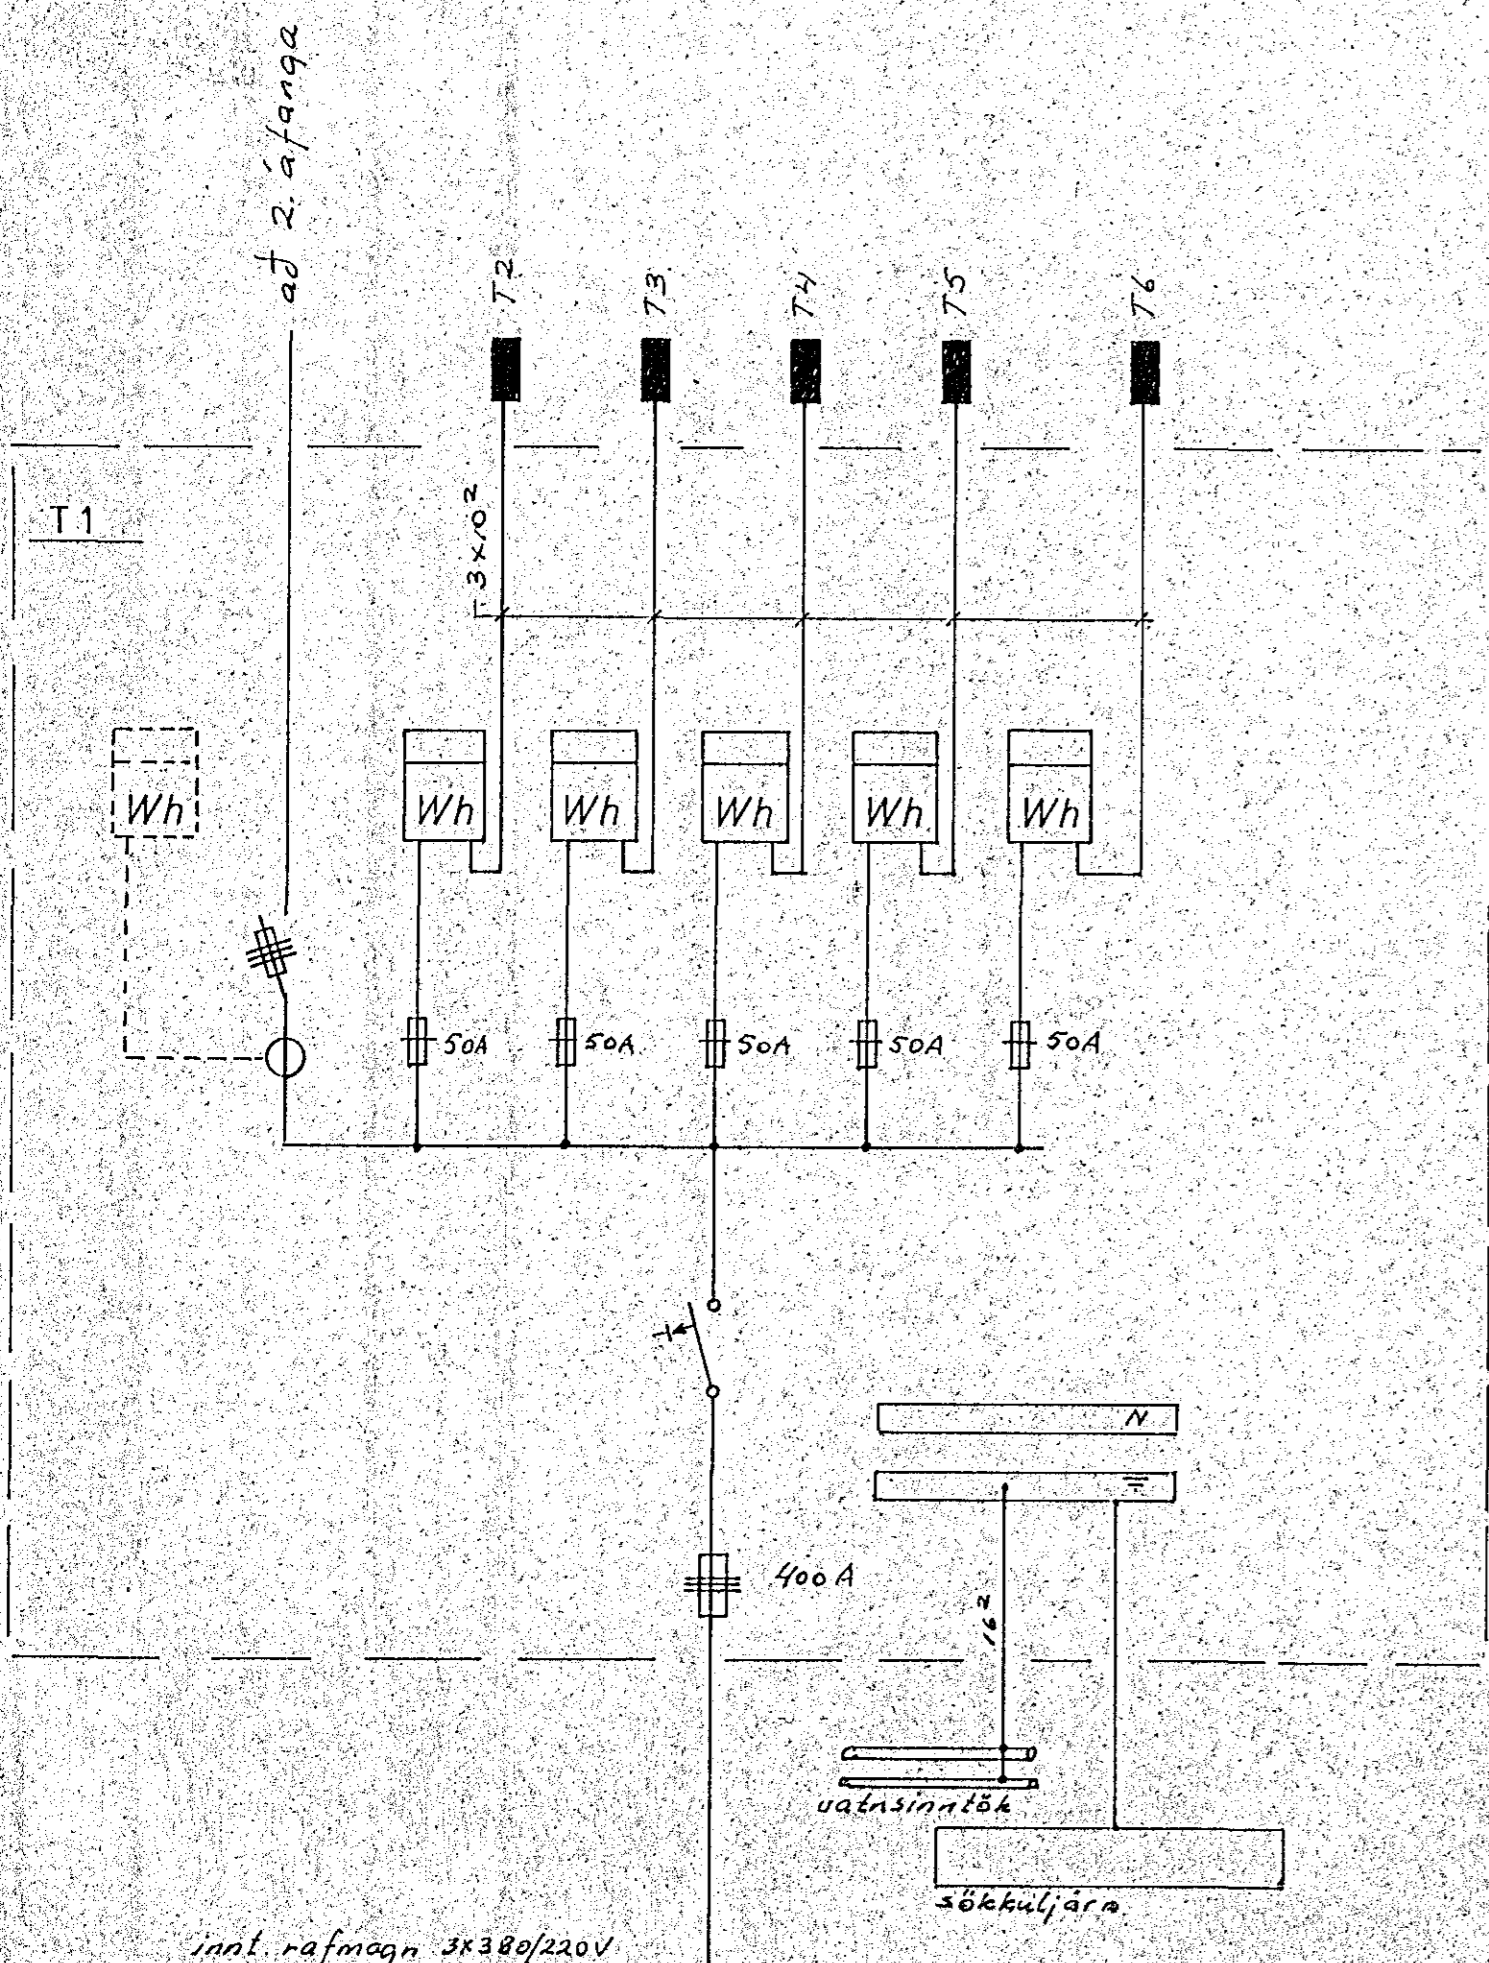 að 2. áfanga
T2
T3
T4
T5
T6
T1
3x10²
Wh
Wh
Wh
Wh
Wh
Wh
50A
50A
50A
50A
50A
N
400A
16²
vatnsinntök
sökkuljárn
innt. rafmagn 3x380/220V